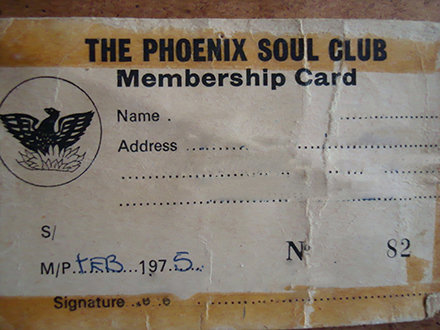 THE PHOENIX SOUL CLUB
Membership Card
Name
Address
S/
Nº 82
M/P. FEB 1975
Signature